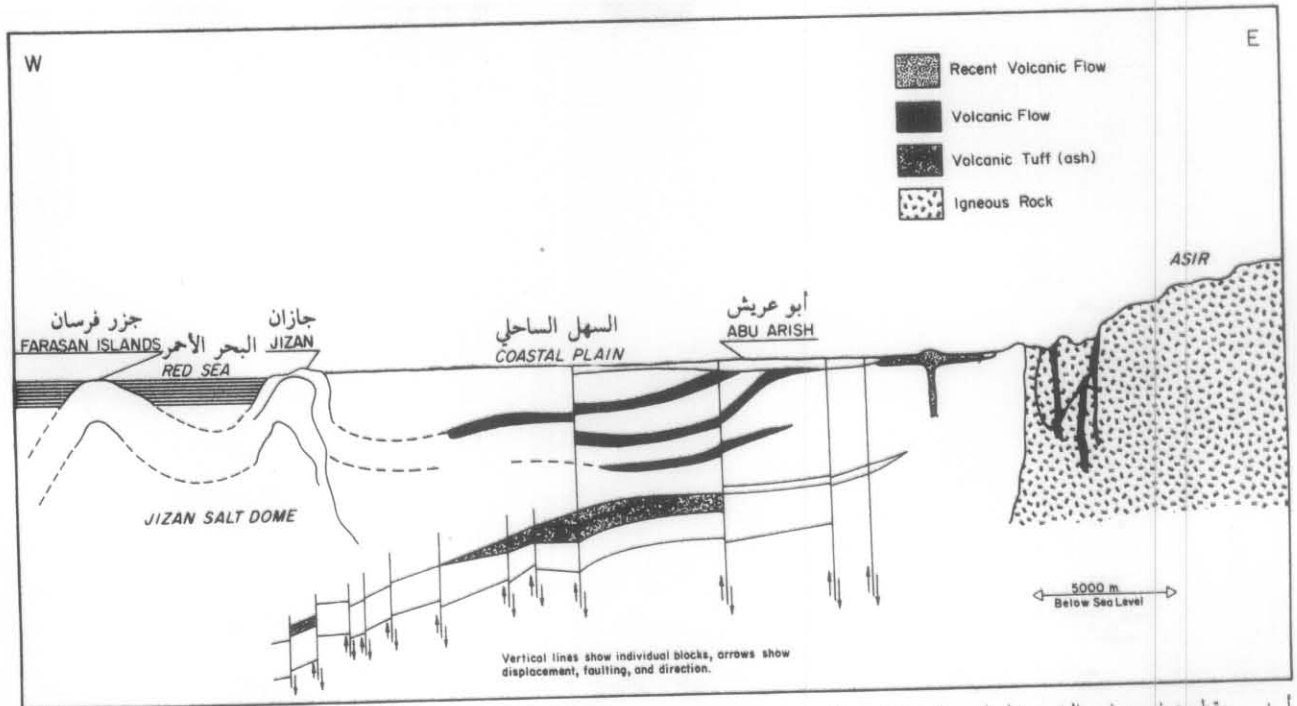 W
E
Recent Volcanic Flow
Volcanic Flow
Volcanic Tuff (ash)
Igneous Rock
ASIR
جزر فرسان
FARASAN ISLANDS
البحر الأحمر
RED SEA
جازان
JIZAN
السهل الساحلي
COASTAL PLAIN
أبو عريش
ABU ARISH
JIZAN SALT DOME
5000 m.
Below Sea Level
Vertical lines show individual blocks, arrows show
displacement, faulting, and direction.